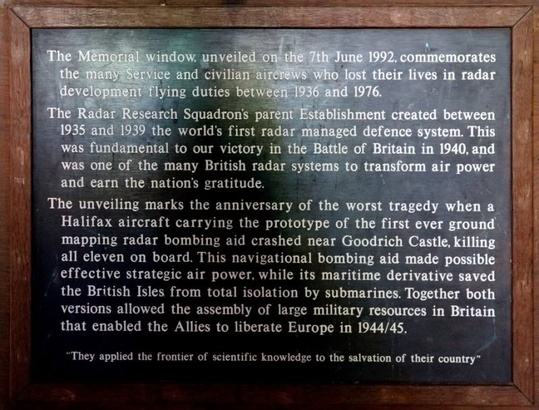 The Memorial window, unveiled on the 7th June 1992, commemorates
the many Service and civilian aircrews who lost their lives in radar
development flying duties between 1936 and 1976.
The Radar Research Squadron's parent Establishment created between
1935 and 1939 the world's first radar managed defence system. This
was fundamental to our victory in the Battle of Britain in 1940, and
was one of the many British radar systems to transform air power
and earn the nation's gratitude.
The unveiling marks the anniversary of the worst tragedy when a
Halifax aircraft carrying the prototype of the first ever ground
mapping radar bombing aid crashed near Goodrich Castle, killing
all eleven on board. This navigational bombing aid made possible
effective strategic air power, while its maritime derivative saved
the British Isles from total isolation by submarines. Together both
versions allowed the assembly of large military resources in Britain
that enabled the Allies to liberate Europe in 1944/45.
"They applied the frontier of scientific knowledge to the salvation of their country"